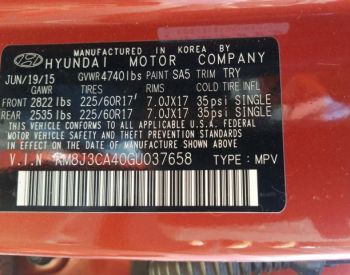 MANUFACTURED IN KOREA
HYUNDAI MOTOR COMPANY
JUN/19/15 GVWR 4740lbs PAINT SA5 TRIM TRY
GAWR TIRES RIMS COLD TIRE INFL
FRONT 2822 lbs 225/60R17 7.0JX17 35psi SINGLE
REAR 2535 lbs 225/60R17 7.0JX17 35psi SINGLE
THIS VEHICLE CONFORMS TO ALL APPLICABLE
FEDERAL MOTOR VEHICLE SAFETY AND
THEFT PREVENTION STANDARDS IN
EFFECT ON THE DATE OF MANUFACTURE
SHOWN ABOVE.
V.I.N KM8J3CA40GU037658 TYPE: MPV